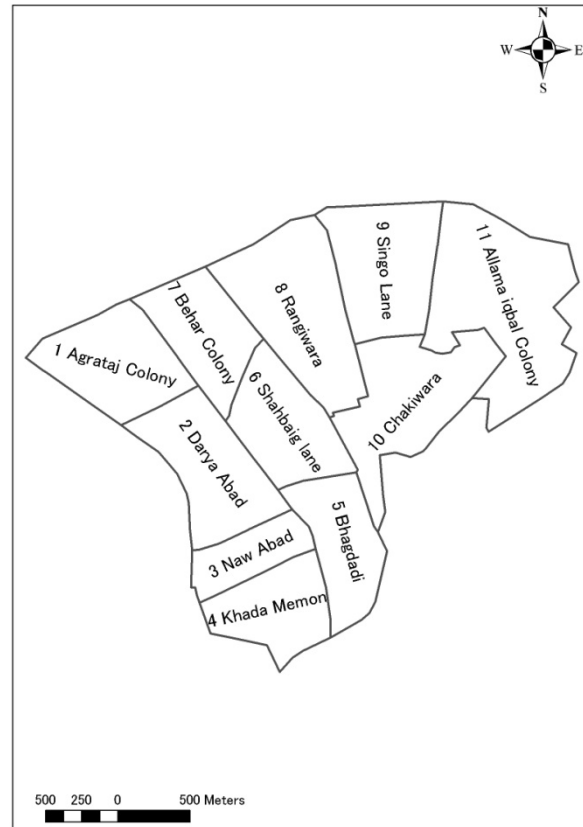 N
W E
S
9 Singo Lane
11 Allama iqbal Colony
7 Behar Colony
8 Rangiwara
1 Agrataj Colony
6 Shahbaig lane
10 Chakiwara
2 Darya Abad
5 Bhagdadi
3 Naw Abad
4 Khada Memon
500 250 0 500 Meters